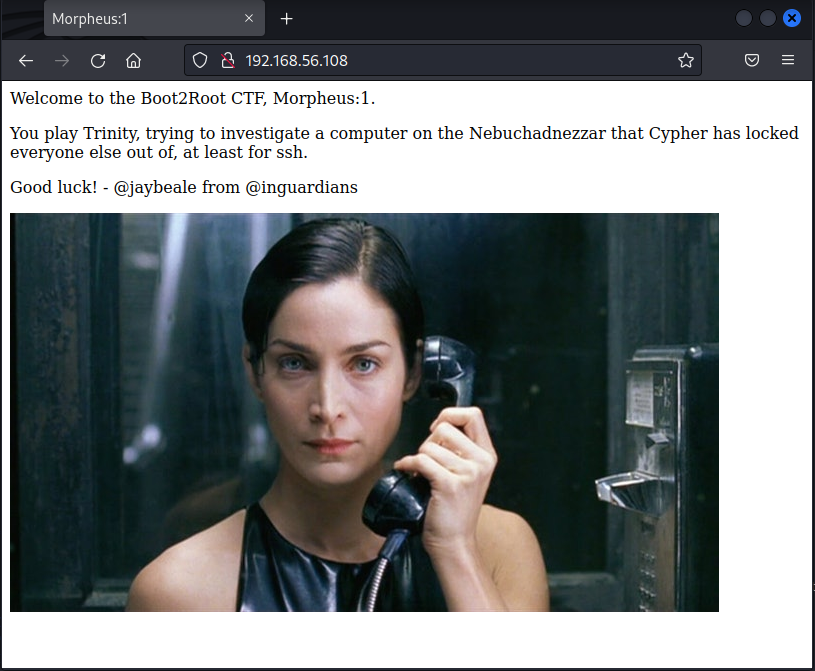 Morpheus:1
192.168.56.108
Welcome to the Boot2Root CTF, Morpheus:1.
You play Trinity, trying to investigate a computer on the Nebuchadnezzar that Cypher has locked
everyone else out of, at least for ssh.
Good luck! - @jaybeale from @inguardians